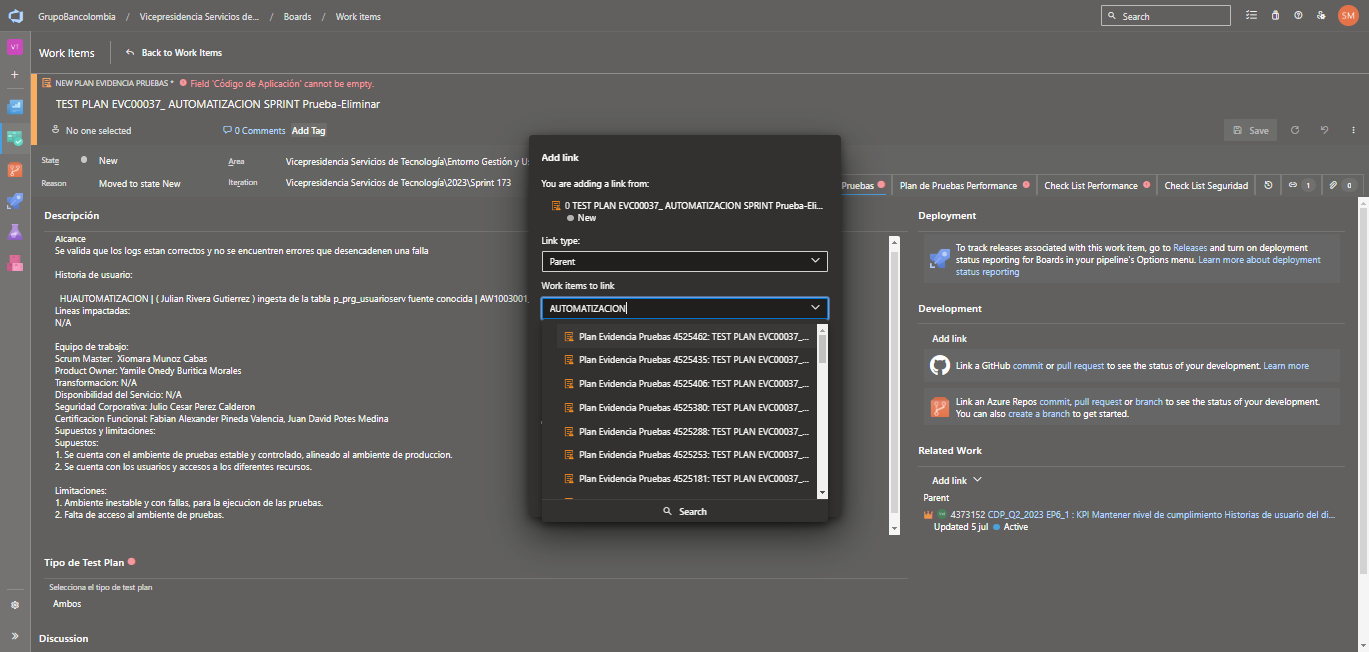 GrupoBancolombia / Vicepresidencia Servicios de... / Boards / Work items
Search
SM
VT
Work Items
Back to Work Items
NEW PLAN EVIDENCIA PRUEBAS * Field 'Código de Aplicación' cannot be empty.
TEST PLAN EVC00037_ AUTOMATIZACION SPRINT Prueba-Eliminar
No one selected
0 Comments
Add Tag
Save
State
New
Area
Vicepresidencia Servicios de Tecnología\Entorno Gestión y Us
Reason
Moved to state New
Iteration
Vicepresidencia Servicios de Tecnología\2023\Sprint 173
Pruebas
Plan de Pruebas Performance
Check List Performance
Check List Seguridad
1
0
Descripción
Alcance
Se valida que los logs estan correctos y no se encuentren errores que desencadenen una falla
Historia de usuario:
HUAUTOMATIZACION | ( Julian Rivera Gutierrez ) ingesta de la tabla p_prg_usuarioserv fuente conocida | AW1003001_
Lineas impactadas:
N/A
Equipo de trabajo:
Scrum Master: Xiomara Munoz Cabas
Product Owner: Yamile Onedy Buritica Morales
Transformacion: N/A
Disponibilidad del Servicio: N/A
Seguridad Corporativa: Julio Cesar Perez Calderon
Certificacion Funcional: Fabian Alexander Pineda Valencia, Juan David Potes Medina
Supuestos y limitaciones:
Supuestos:
1. Se cuenta con el ambiente de pruebas estable y controlado, alineado al ambiente de produccion.
2. Se cuenta con los usuarios y accesos a los diferentes recursos.
Limitaciones:
1. Ambiente inestable y con fallas, para la ejecucion de las pruebas.
2. Falta de acceso al ambiente de pruebas.
Tipo de Test Plan
Selecciona el tipo de test plan
Ambos
Discussion
Add link
You are adding a link from:
0 TEST PLAN EVC00037_ AUTOMATIZACION SPRINT Prueba-Eli...
New
Link type:
Parent
Work items to link
AUTOMATIZACION
Plan Evidencia Pruebas 4525462: TEST PLAN EVC00037_...
Plan Evidencia Pruebas 4525435: TEST PLAN EVC00037_...
Plan Evidencia Pruebas 4525406: TEST PLAN EVC00037_...
Plan Evidencia Pruebas 4525380: TEST PLAN EVC00037_...
Plan Evidencia Pruebas 4525288: TEST PLAN EVC00037_...
Plan Evidencia Pruebas 4525253: TEST PLAN EVC00037_...
Plan Evidencia Pruebas 4525181: TEST PLAN EVC00037_...
Search
Deployment
To track releases associated with this work item, go to Releases and turn on deployment
status reporting for Boards in your pipeline's Options menu. Learn more about deployment
status reporting
Development
Add link
Link a GitHub commit or pull request to see the status of your development. Learn more
Link an Azure Repos commit, pull request or branch to see the status of your development.
You can also create a branch to get started.
Related Work
Add link
Parent
4373152 CDP_Q2_2023 EP6_1 : KPI Mantener nivel de cumplimiento Historias de usuario del di...
Updated 5 jul Active